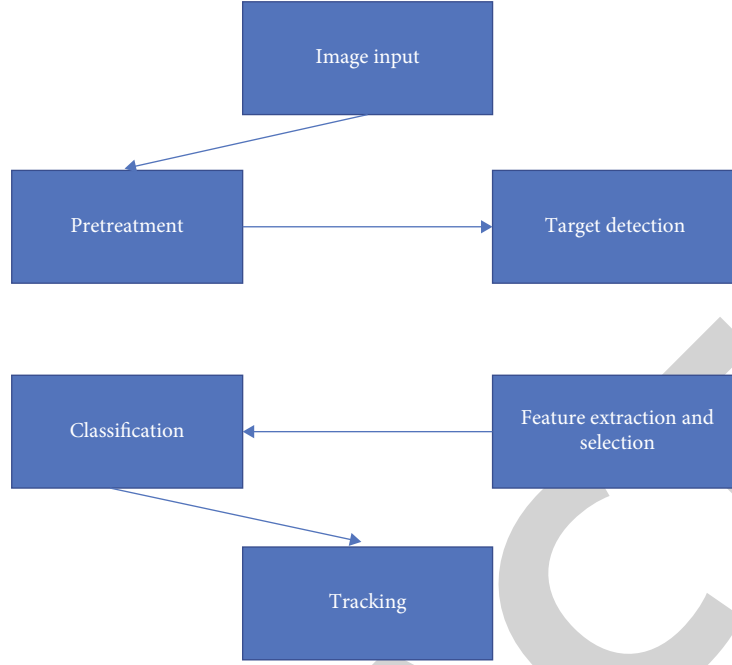 Image input
Pretreatment
Target detection
Feature extraction and
selection
Classification
Tracking